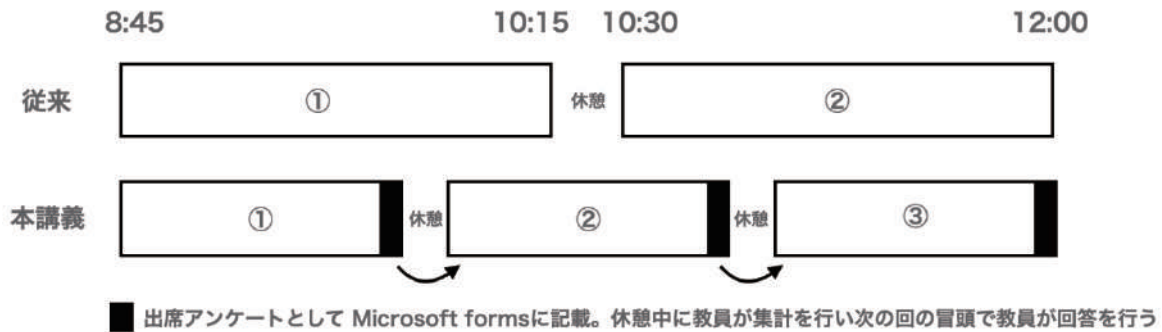 8:45 10:15 10:30 12:00
従来 ① 休憩 ②
本講義 ① 休憩 ② 休憩 ③
出席アンケートとして Microsoft formsに記載。休憩中に教員が集計を行い次の回の冒頭で教員が回答を行う